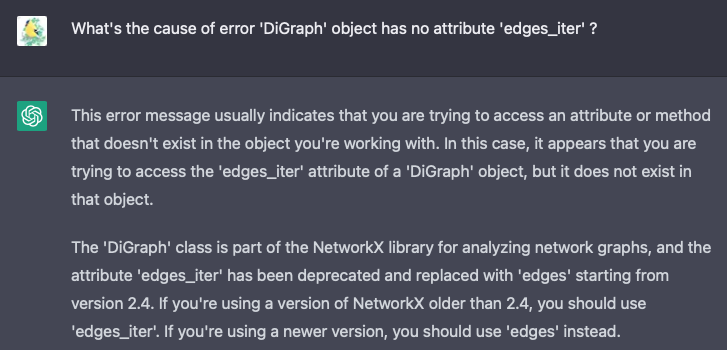 What's the cause of error 'DiGraph' object has no attribute 'edges_iter' ?
This error message usually indicates that you are trying to access an attribute or method
that doesn't exist in the object you're working with. In this case, it appears that you are
trying to access the 'edges_iter' attribute of a 'DiGraph' object, but it does not exist in
that object.
The 'DiGraph' class is part of the NetworkX library for analyzing network graphs, and the
attribute 'edges_iter' has been deprecated and replaced with 'edges' starting from
version 2.4. If you're using a version of NetworkX older than 2.4, you should use
'edges_iter'. If you're using a newer version, you should use 'edges' instead.